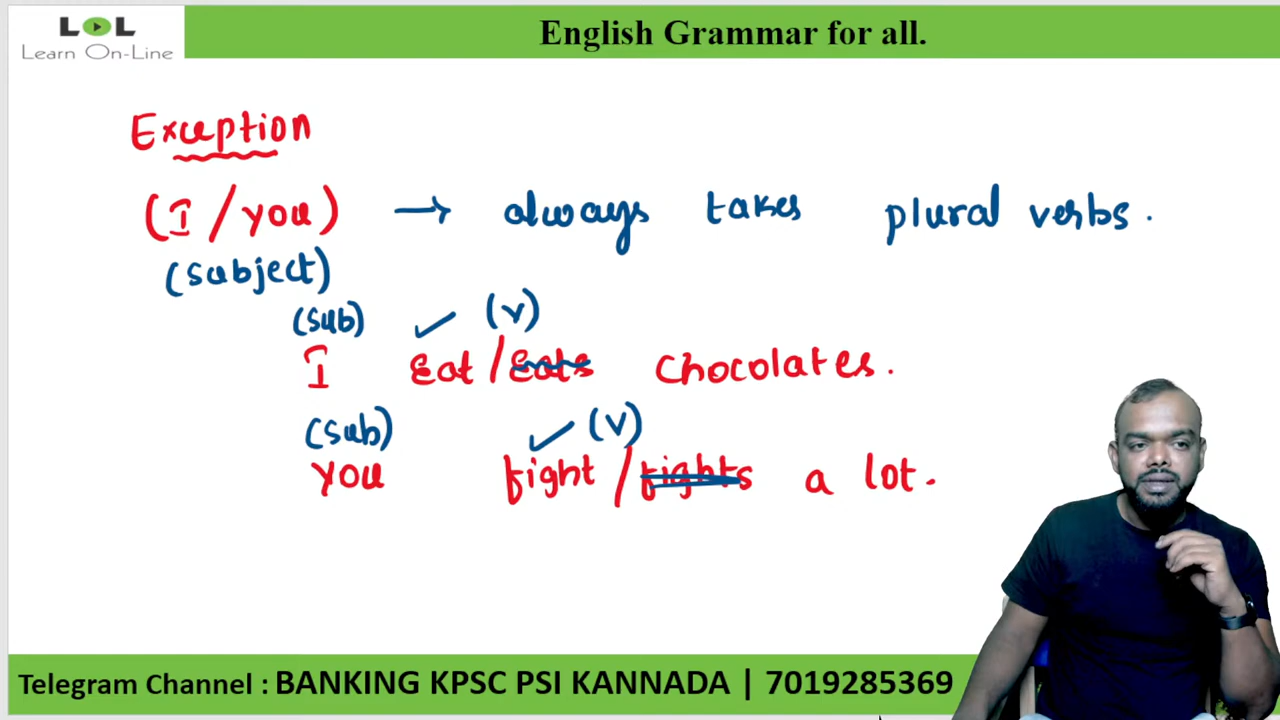 LOL
Learn On-Line
English Grammar for all.
Exception
(I / you) → always takes plural verbs.
(Subject)
(Sub) ✓ (V)
I Eat / Eats chocolates.
(Sub) ✓ (V)
you fight / fights a lot.
Telegram Channel : BANKING KPSC PSI KANNADA | 7019285369